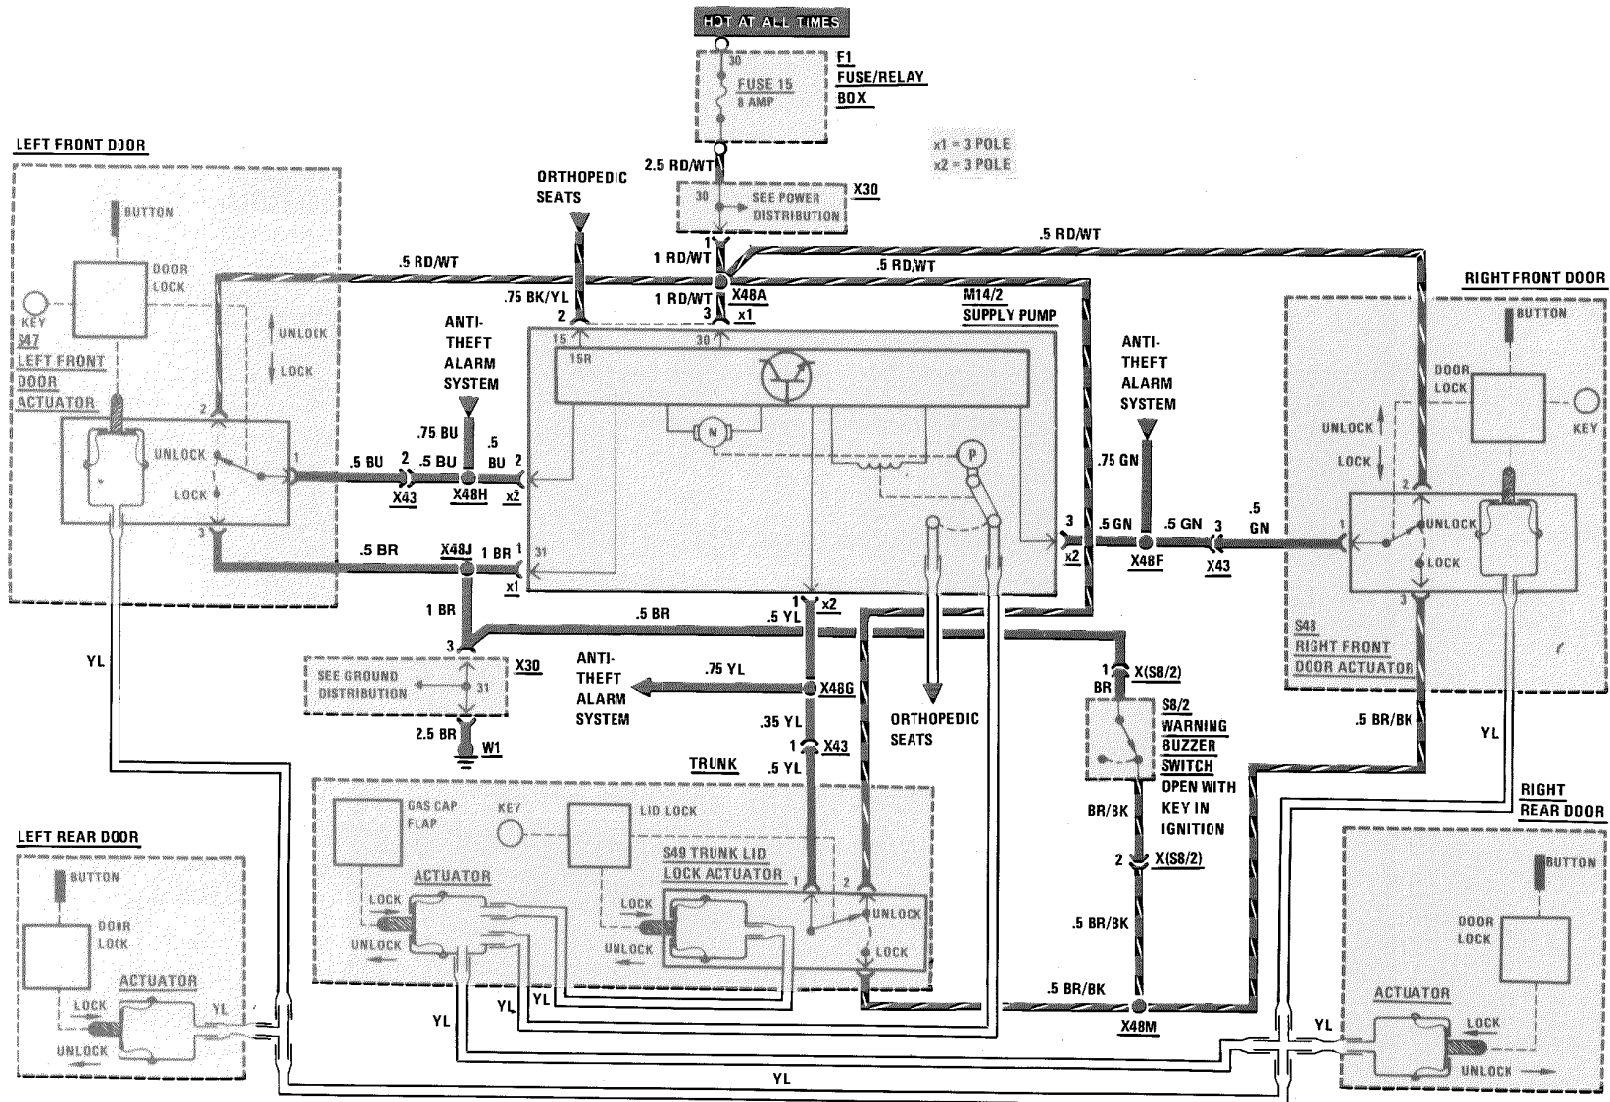 HOT AT ALL TIMES
30
FUSE 15
8 AMP
F1
FUSE/RELAY
BOX
x1 = 3 POLE
x2 = 3 POLE
2.5 RD/WT
30
SEE POWER
DISTRIBUTION
X30
ORTHOPEDIC
SEATS
1
1 RD/WT
.5 RD/WT
.5 RD/WT
.5 RD/WT
.75 BK/YL
1 RD/WT
X48A
2
3
x1
M14/2
SUPPLY PUMP
LEFT FRONT DOOR
BUTTON
DOOR
LOCK
KEY
S47
LEFT FRONT
DOOR
ACTUATOR
UNLOCK
LOCK
2
UNLOCK
LOCK
1
3
ANTI-
THEFT
ALARM
SYSTEM
.75 BU
.5 BU
2
.5 BU
.5
BU
2
X43
X48H
x2
15
15R
30
N
P
31
.5 BR
X48J
1 BR
1
x1
1 BR
3
.5 BR
SEE GROUND
DISTRIBUTION
31
X30
2.5 BR
W1
1
x2
.5 YL
ANTI-
THEFT
ALARM
SYSTEM
.75 YL
X48G
.35 YL
1
X43
.5 YL
ORTHOPEDIC
SEATS
ANTI-
THEFT
ALARM
SYSTEM
.75 GN
3
x2
.5 GN
.5 GN
3
.5
GN
X48F
X43
RIGHT FRONT DOOR
BUTTON
DOOR
LOCK
KEY
UNLOCK
LOCK
2
1
UNLOCK
LOCK
3
S48
RIGHT FRONT
DOOR ACTUATOR
.5 BR/BK
YL
1
X(S8/2)
BR
S8/2
WARNING
BUZZER
SWITCH
OPEN WITH
KEY IN
IGNITION
BR/BK
2
X(S8/2)
.5 BR/BK
.5 BR/BK
X48M
YL
TRUNK
GAS CAP
FLAP
KEY
LID LOCK
ACTUATOR
LOCK
UNLOCK
S49 TRUNK LID
LOCK ACTUATOR
1
2
LOCK
UNLOCK
UNLOCK
LOCK
3
YL
YL
YL
LEFT REAR DOOR
BUTTON
DOOR
LOCK
ACTUATOR
LOCK
YL
UNLOCK
RIGHT
REAR DOOR
BUTTON
DOOR
LOCK
ACTUATOR
YL
LOCK
UNLOCK
YL